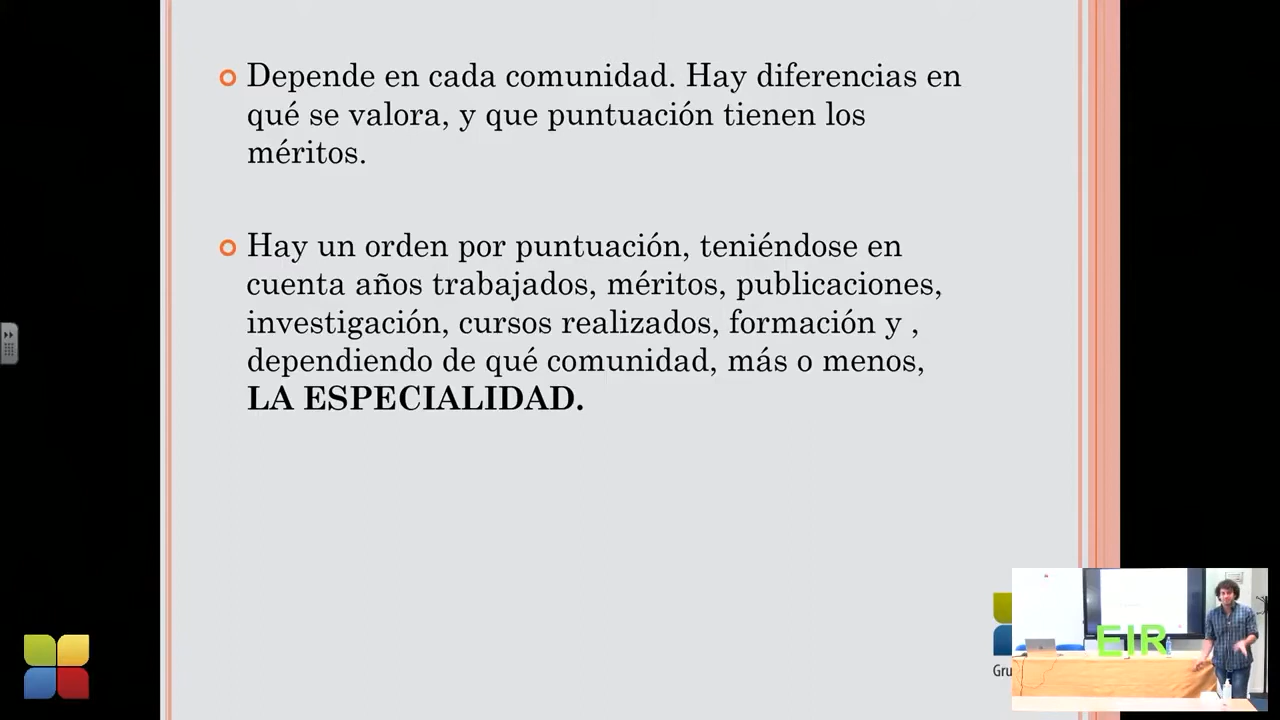 Depende en cada comunidad. Hay diferencias en
qué se valora, y que puntuación tienen los
méritos.
Hay un orden por puntuación, teniéndose en
cuenta años trabajados, méritos, publicaciones,
investigación, cursos realizados, formación y ,
dependiendo de qué comunidad, más o menos,
LA ESPECIALIDAD.
Gru
EIR